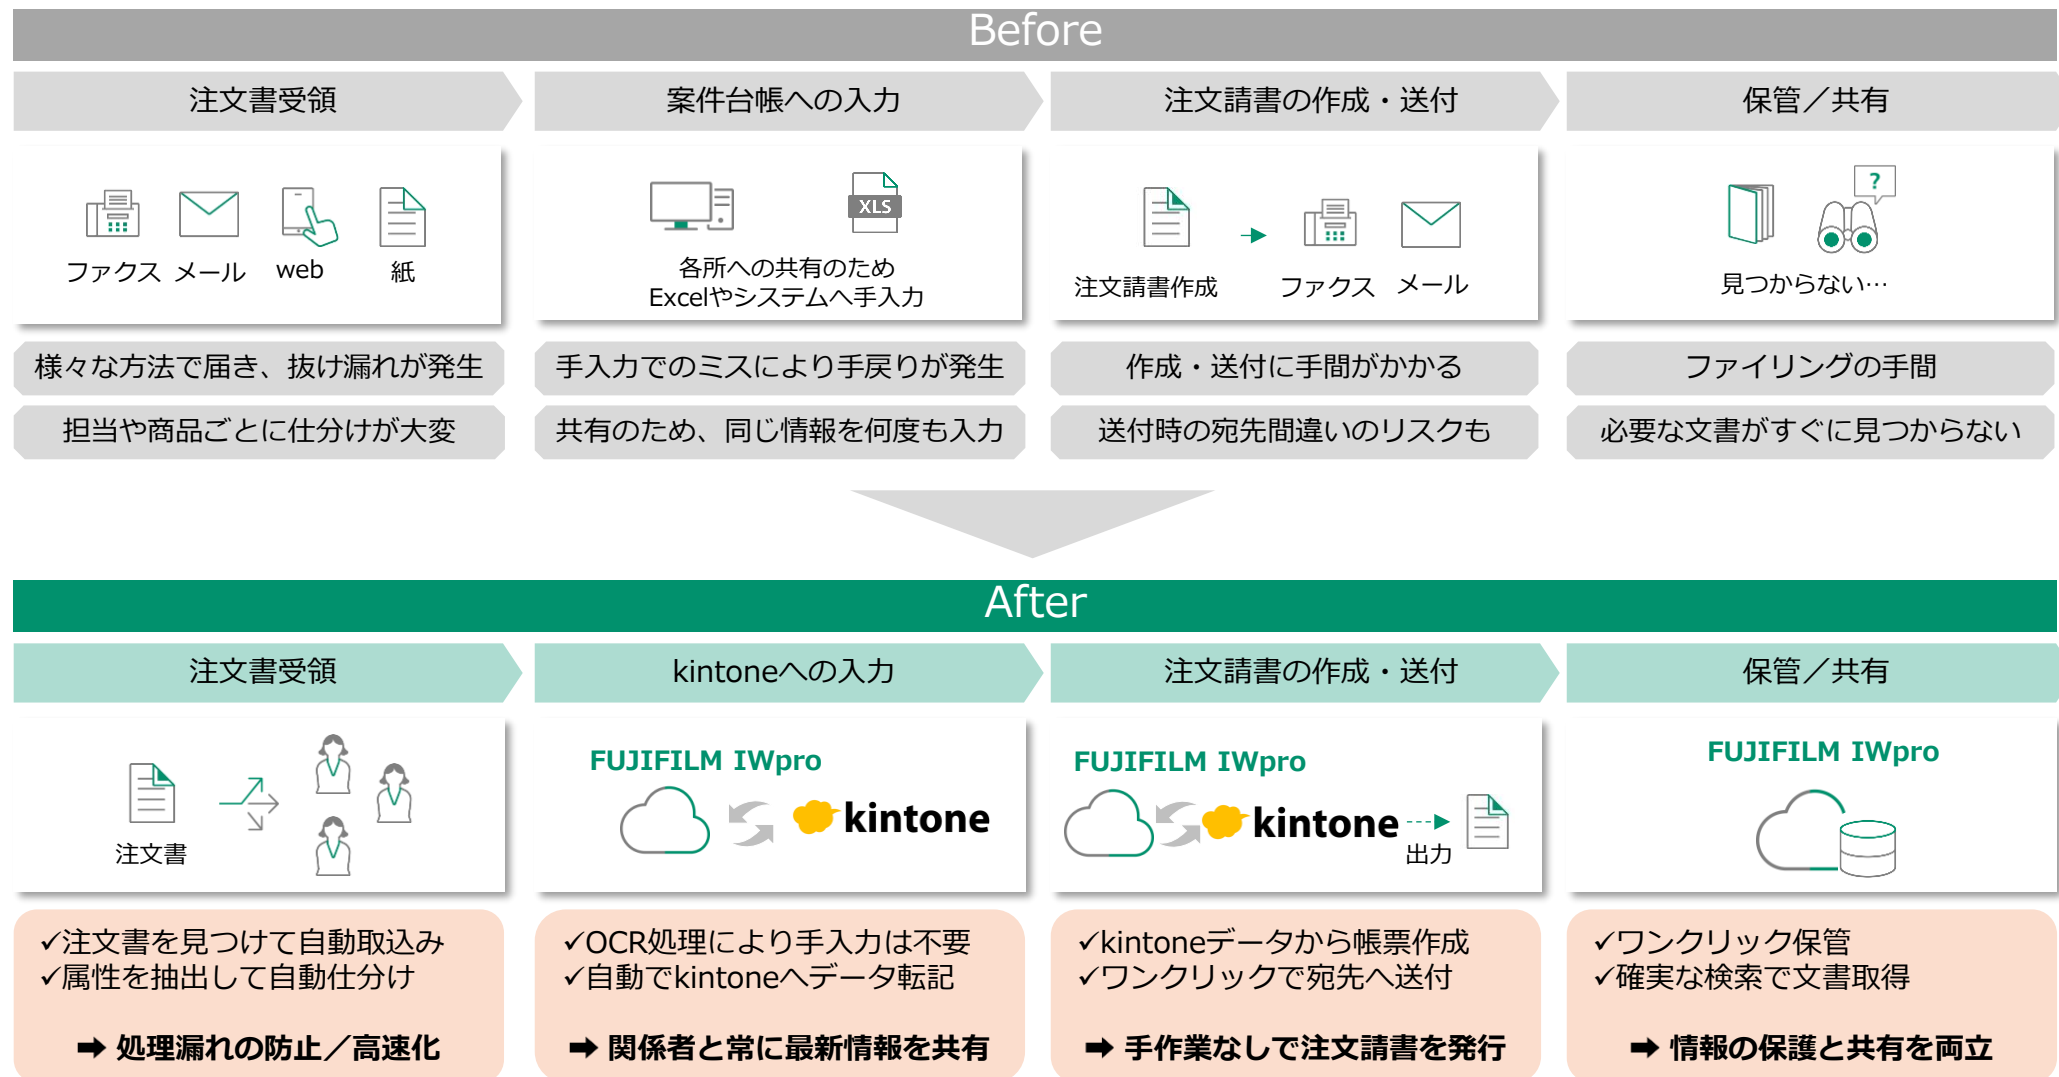 Before
注文書受領
案件台帳への入力
注文請書の作成・送付
保管／共有
ファクス
メール
web
紙
XLS
各所への共有のため
Excelやシステムへ手入力
注文請書作成
ファクス
メール
?
見つからない…
様々な方法で届き、抜け漏れが発生
手入力でのミスにより手戻りが発生
作成・送付に手間がかかる
ファイリングの手間
担当や商品ごとに仕分けが大変
共有のため、同じ情報を何度も入力
送付時の宛先間違いのリスクも
必要な文書がすぐに見つからない
After
注文書受領
kintoneへの入力
注文請書の作成・送付
保管／共有
注文書
FUJIFILM IWpro
kintone
FUJIFILM IWpro
kintone
出力
FUJIFILM IWpro
✓注文書を見つけて自動取込み
✓属性を抽出して自動仕分け
➡ 処理漏れの防止／高速化
✓OCR処理により手入力は不要
✓自動でkintoneへデータ転記
➡ 関係者と常に最新情報を共有
✓kintoneデータから帳票作成
✓ワンクリックで宛先へ送付
➡ 手作業なしで注文請書を発行
✓ワンクリック保管
✓確実な検索で文書取得
➡ 情報の保護と共有を両立